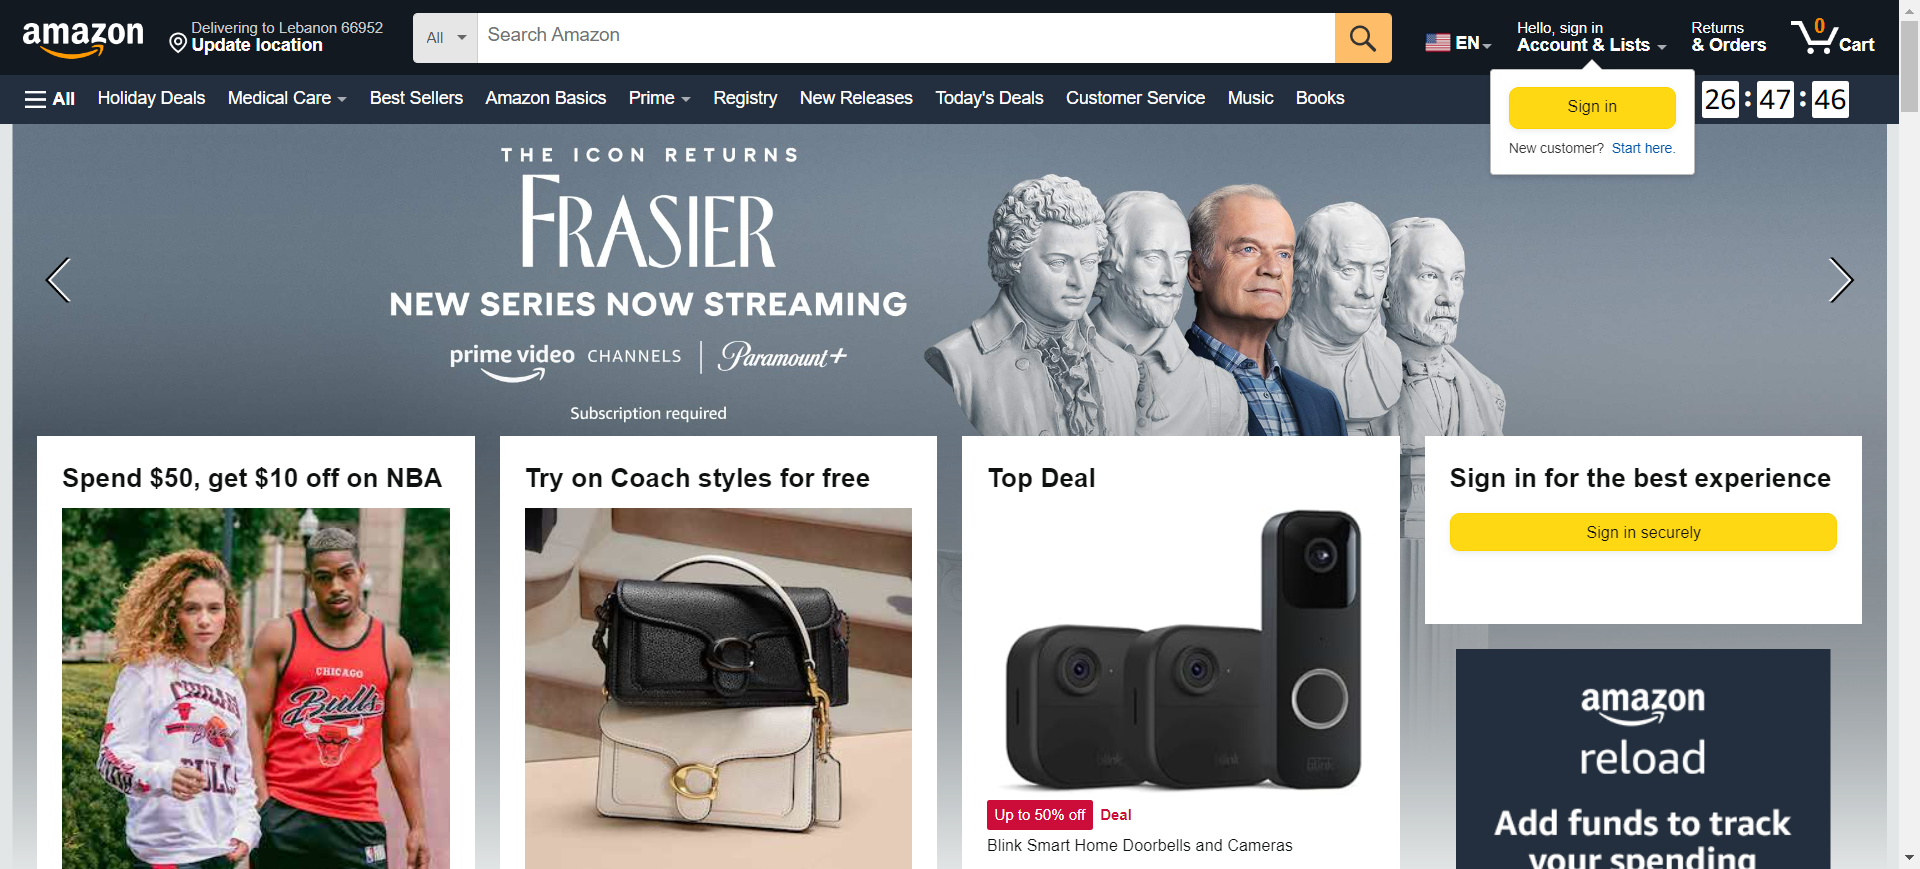 amazon
Delivering to Lebanon 66952
Update location
All
Search Amazon
EN
Hello, sign in
Account & Lists
Returns
& Orders
0
Cart
All
Holiday Deals
Medical Care
Best Sellers
Amazon Basics
Prime
Registry
New Releases
Today's Deals
Customer Service
Music
Books
Sign in
New customer? Start here.
26 : 47 : 46
THE ICON RETURNS
FRASIER
NEW SERIES NOW STREAMING
prime video CHANNELS | Paramount+
Subscription required
Spend $50, get $10 off on NBA
CHICAGO
BULLS
CHICAGO
Bulls
Try on Coach styles for free
Top Deal
blink
blink
blink
Up to 50% off Deal
Blink Smart Home Doorbells and Cameras
Sign in for the best experience
Sign in securely
amazon
reload
Add funds to track
your spending